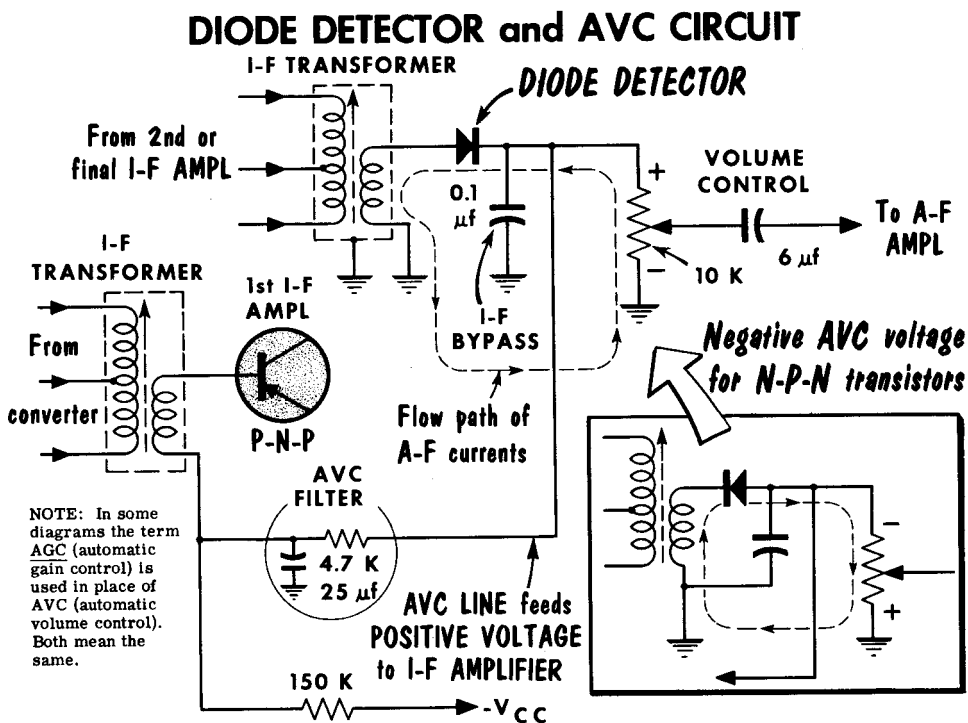 DIODE DETECTOR and AVC CIRCUIT
I-F TRANSFORMER
DIODE DETECTOR
From 2nd or
final I-F AMPL
0.1
µf
+
VOLUME
CONTROL
To A-F
AMPL
6 µf
10 K
−
I-F
BYPASS
I-F
TRANSFORMER
1st I-F
AMPL
From
converter
P-N-P
Flow path of
A-F currents
Negative AVC voltage
for N-P-N transistors
−
+
AVC
FILTER
4.7 K
25 µf
NOTE: In some
diagrams the term
AGC (automatic
gain control) is
used in place of
AVC (automatic
volume control).
Both mean the
same.
AVC LINE feeds
POSITIVE VOLTAGE
to I-F AMPLIFIER
150 K
-VCC